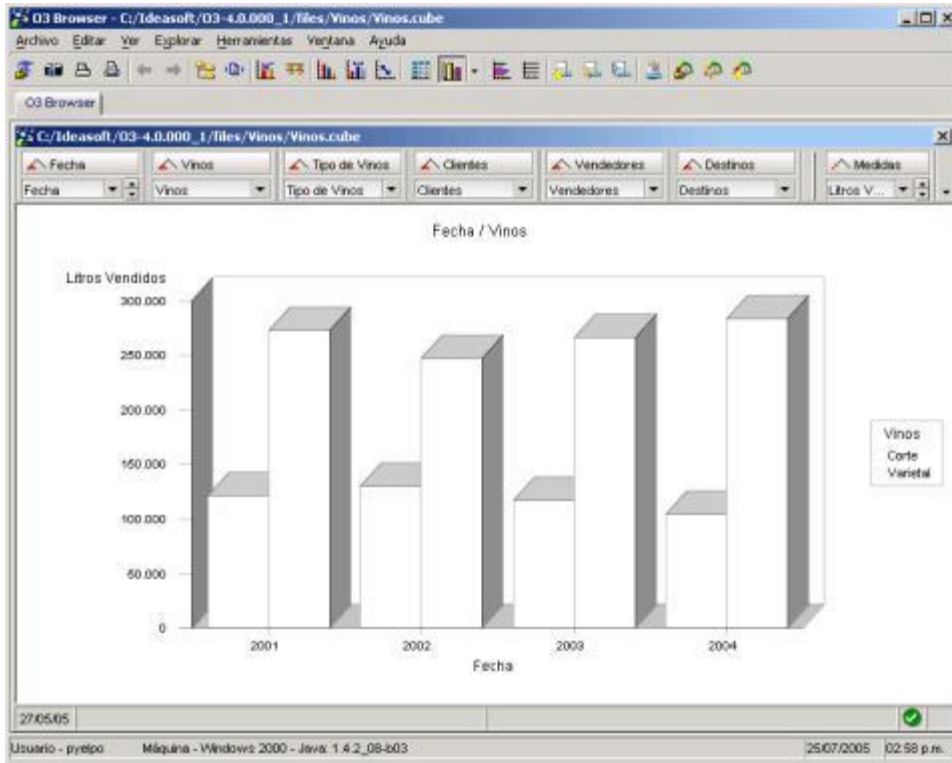 O3 Browser - C:/Ideasoft/O3-4.0.000_1/files/Vinos/Vinos.cube
Archivo Editar Ver Explorar Herramientas Ventana Ayuda
O3 Browser
C:/Ideasoft/O3-4.0.000_1/files/Vinos/Vinos.cube
Fecha Vinos Tipo de Vinos Clientes Vendedores Destinos Medidas
Fecha Vinos Tipo de Vinos Clientes Vendedores Destinos Litros V...
Fecha / Vinos
Litros Vendidos
300.000
250.000
200.000
150.000
100.000
50.000
0
2001 2002 2003 2004
Fecha
Vinos
Corte
Varietal
27/05/05
Usuario - pyelpo Máquina - Windows 2000 - Java: 1.4.2_08-b03 25/07/2005 02:58 p.m.